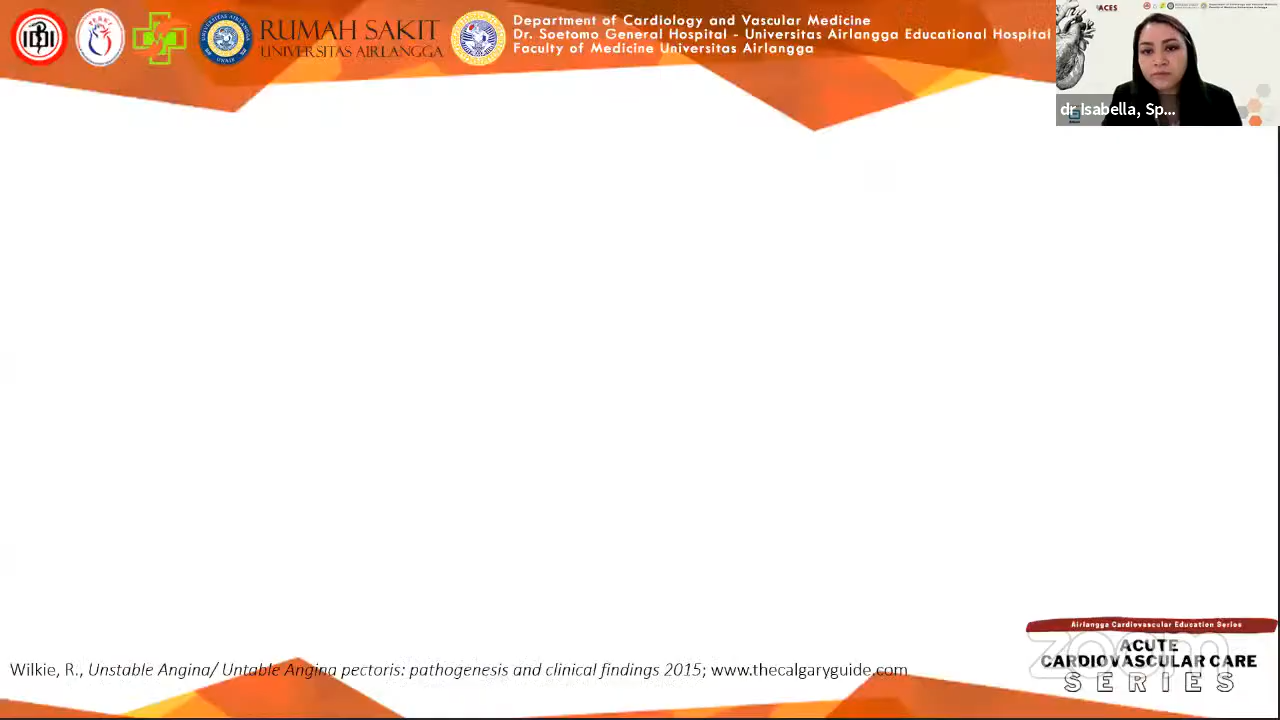 RUMAH SAKIT
UNIVERSITAS AIRLANGGA
Department of Cardiology and Vascular Medicine
Dr. Soetomo General Hospital - Universitas Airlangga Educational Hospital
Faculty of Medicine Universitas Airlangga
ACES
dr Isabella, Sp...
Wilkie, R., Unstable Angina/ Untable Angina pectoris: pathogenesis and clinical findings 2015; www.thecalgaryguide.com
Airlangga Cardiovascular Education Series
zoom
ACUTE
CARDIOVASCULAR CARE
SERIES